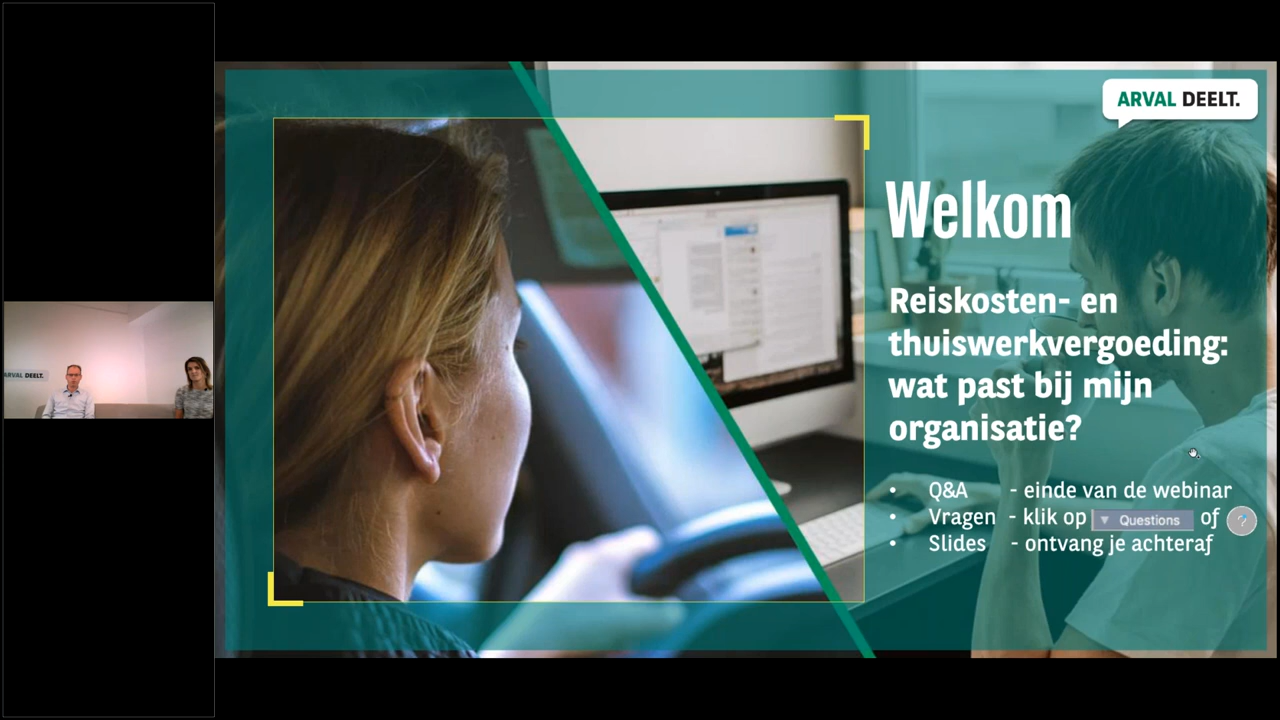 ARVAL DEELT.
Welkom
Reiskosten- en
thuiswerkvergoeding:
wat past bij mijn
organisatie?
• Q&A - einde van de webinar
• Vragen - klik op ▼ Questions of ?
• Slides - ontvang je achteraf
ARVAL DEELT.